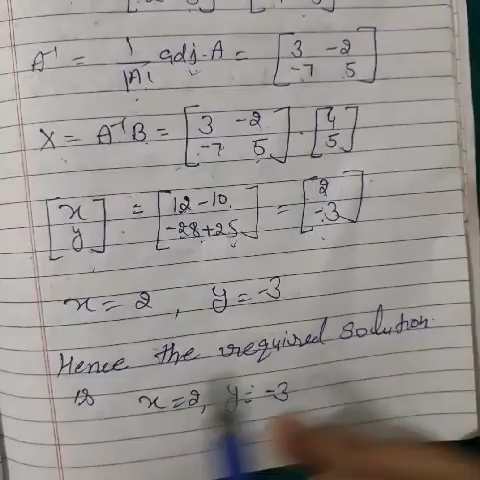 A⁻¹ = 1/|A| adj.A = [3 -2; -7 5]
X = A⁻¹B = [3 -2; -7 5] · [4; 5]
[x; y] = [12-10; -28+25] = [2; -3]
x = 2 , y = -3
Hence the required solution.
is x = 2, y = -3